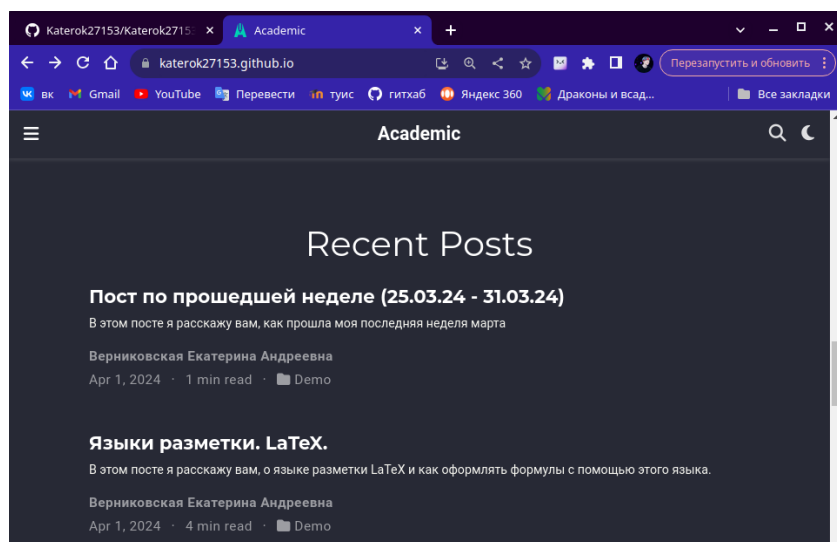 Katerok27153/Katerok2715
Academic
katerok27153.github.io
Перезапустить и обновить
вк
Gmail
YouTube
Перевести
туис
гитхаб
Яндекс 360
Драконы и всад...
Все закладки
Academic
Recent Posts
Пост по прошедшей неделе (25.03.24 - 31.03.24)
В этом посте я расскажу вам, как прошла моя последняя неделя марта
Верниковская Екатерина Андреевна
Apr 1, 2024 · 1 min read · Demo
Языки разметки. LaTeX.
В этом посте я расскажу вам, о языке разметки LaTeX и как оформлять формулы с помощью этого языка.
Верниковская Екатерина Андреевна
Apr 1, 2024 · 4 min read · Demo